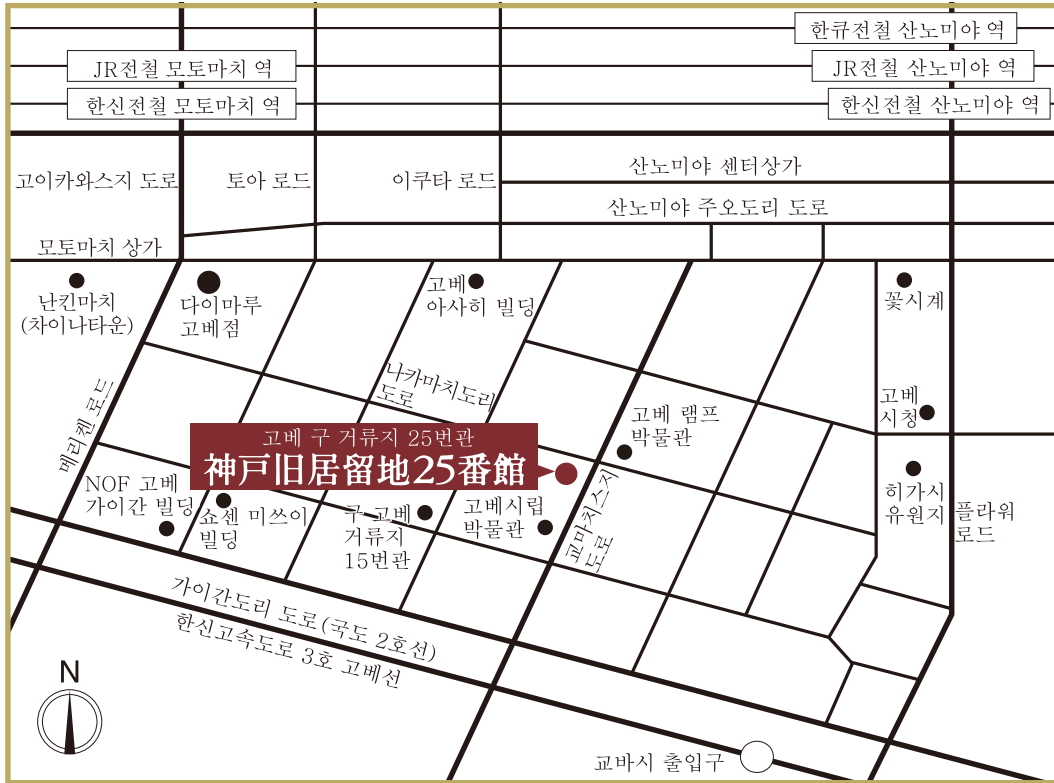 한큐전철 산노미야 역
JR전철 모토마치 역
JR전철 산노미야 역
한신전철 모토마치 역
한신전철 산노미야 역
고이카와스지 도로
토아 로드
이쿠타 로드
산노미야 센터상가
산노미야 주오도리 도로
모토마치 상가
난킨마치
(차이나타운)
다이마루
고베점
고베
아사히 빌딩
꽃시계
나카마치도리
도로
메리켄 로드
고베 램프
박물관
고베
시청
고베 구 거류지 25번관
神戸旧居留地25番館
NOF 고베
가이간 빌딩
쇼센 미쓰이
빌딩
구 고베
거류지
15번관
고베시립
박물관
교마치스지
도로
히가시
유원지
플라워
로드
가이간도리 도로(국도 2호선)
한신고속도로 3호 고베선
N
교바시 출입구